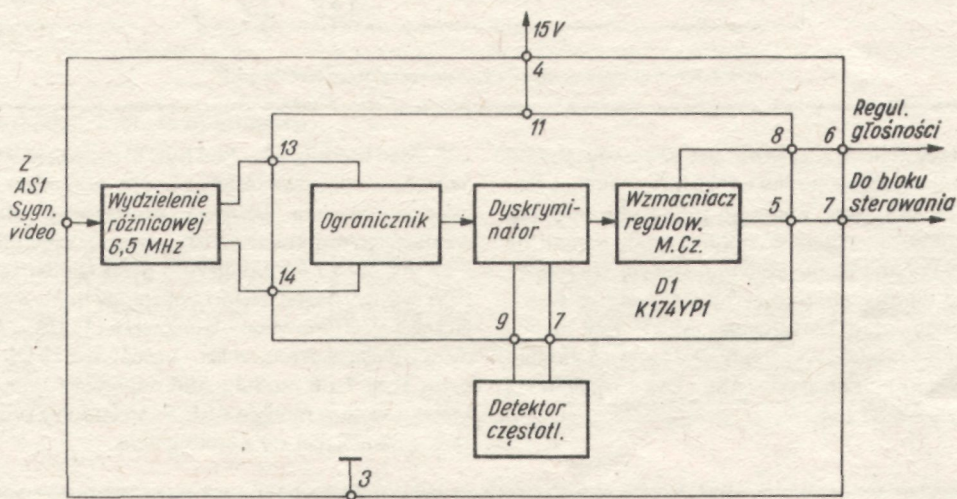 15V
4
11
Z
AS1
Sygn.
video
Wydzielenie
różnicowej
6,5 MHz
13
14
Ogranicznik
Dyskrymi-
nator
Wzmacniacz
regulow.
M.Cz.
8
6
Regul.
głośności
5
7
Do bloku
sterowania
D1
K174YP1
9
7
Detektor
częstotl.
3